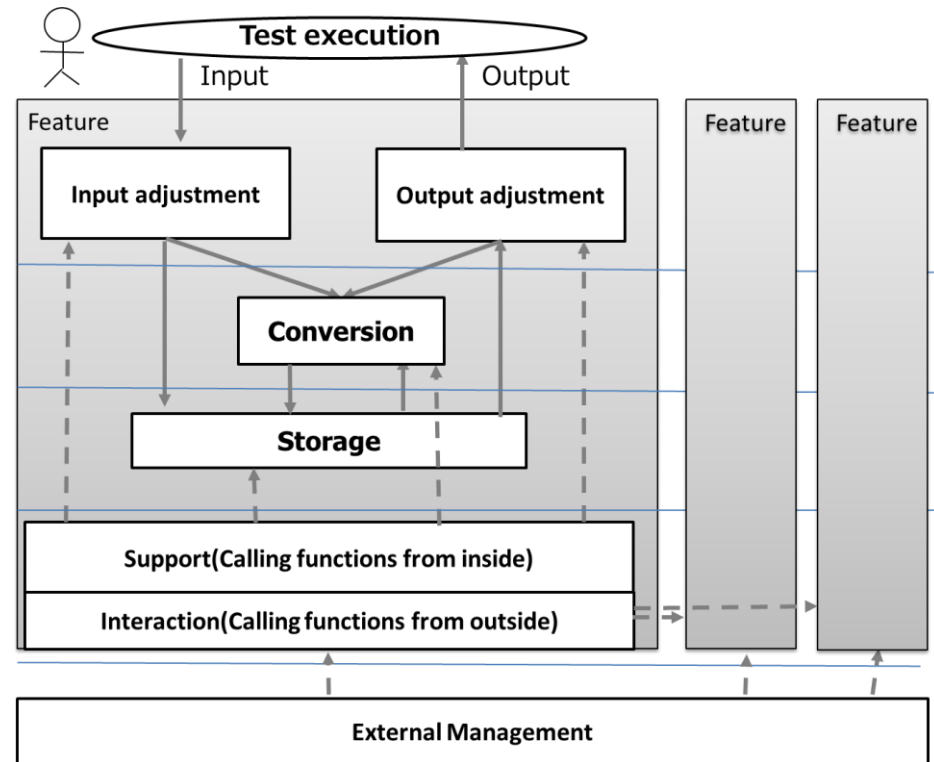 Test execution
Input
Output
Feature
Feature
Feature
Input adjustment
Output adjustment
Conversion
Storage
Support(Calling functions from inside)
Interaction(Calling functions from outside)
External Management